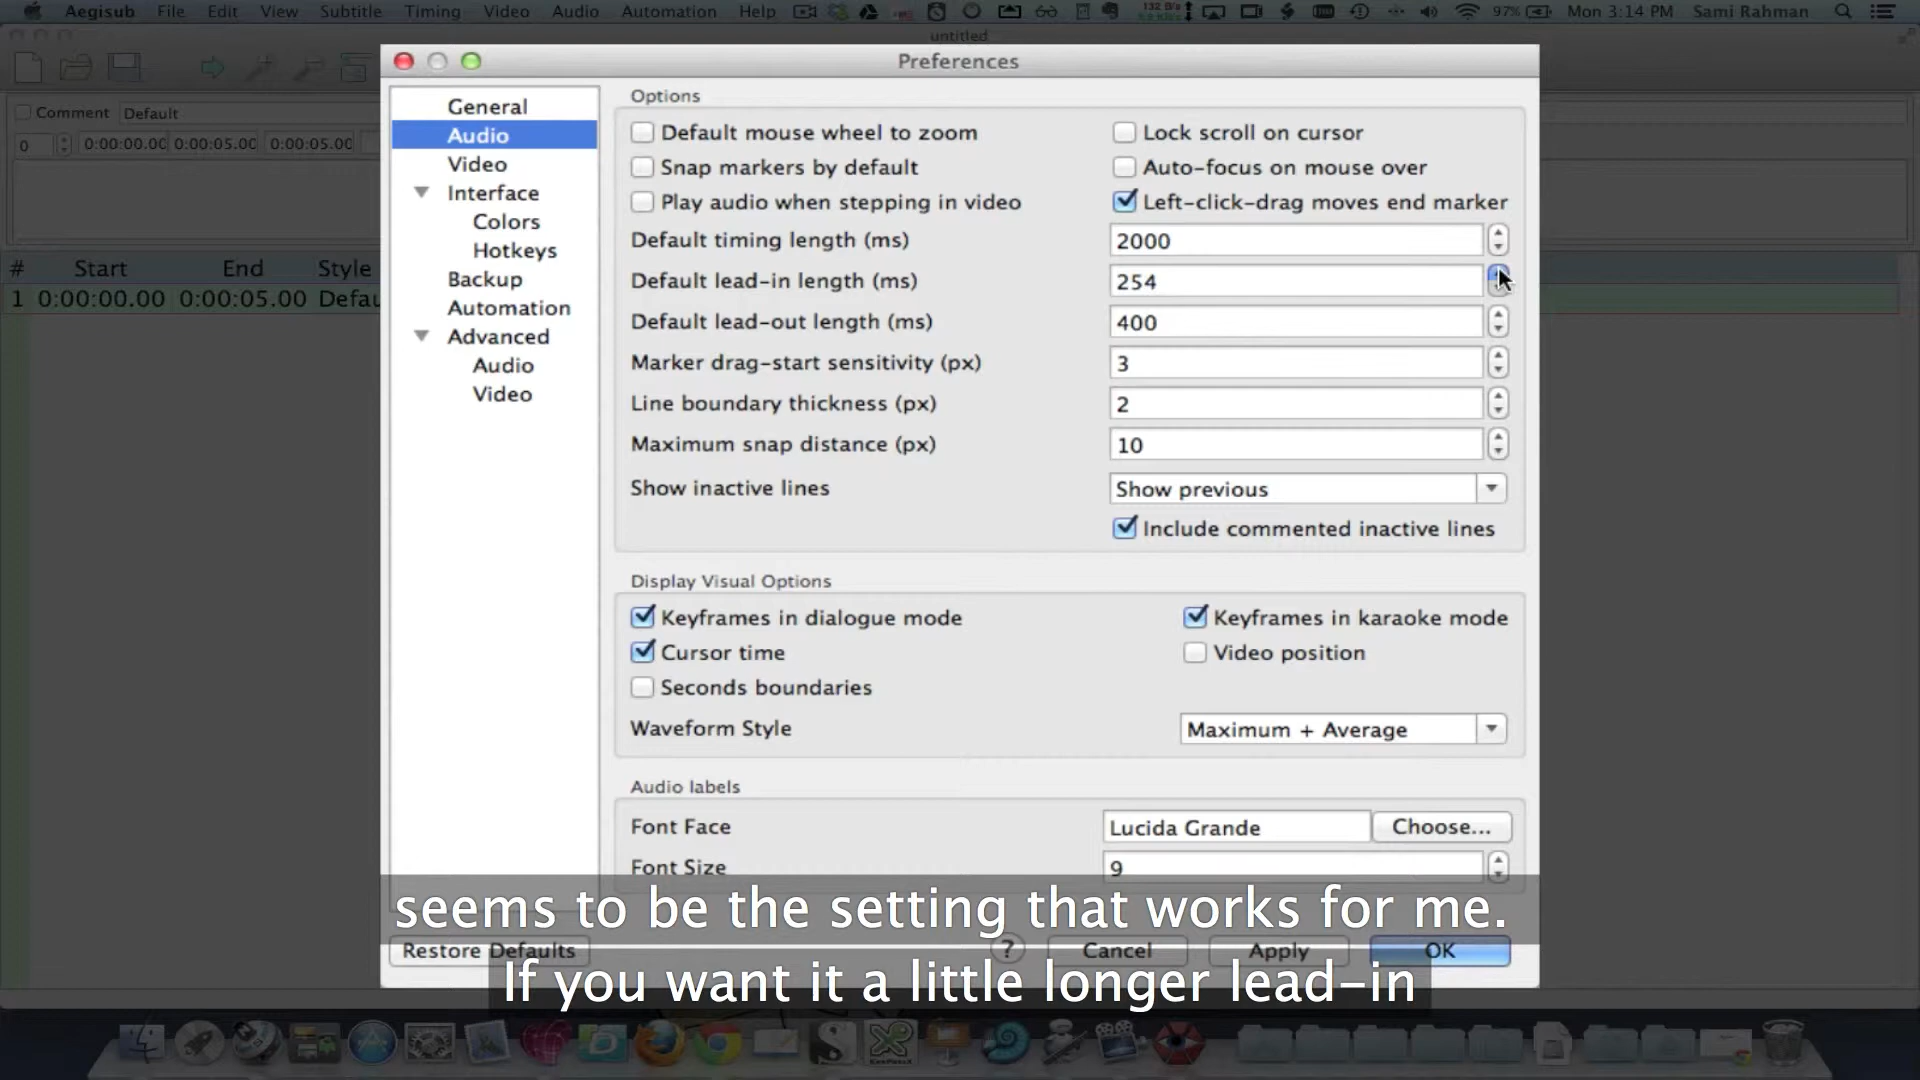 Aegisub File Edit View Subtitle Timing Video Audio Automation Help 97% Mon 3:14 PM Sami Rahman
untitled
Preferences
Comment Default
0 0:00:00.00 0:00:05.00 0:00:05.00
# Start End Style
1 0:00:00.00 0:00:05.00 Defau
General
Audio
Video
Interface
Colors
Hotkeys
Backup
Automation
Advanced
Audio
Video
Options
Default mouse wheel to zoom Lock scroll on cursor
Snap markers by default Auto-focus on mouse over
Play audio when stepping in video Left-click-drag moves end marker
Default timing length (ms) 2000
Default lead-in length (ms) 254
Default lead-out length (ms) 400
Marker drag-start sensitivity (px) 3
Line boundary thickness (px) 2
Maximum snap distance (px) 10
Show inactive lines Show previous
Include commented inactive lines
Display Visual Options
Keyframes in dialogue mode Keyframes in karaoke mode
Cursor time Video position
Seconds boundaries
Waveform Style Maximum + Average
Audio labels
Font Face Lucida Grande Choose...
Font Size 9
seems to be the setting that works for me.
Restore Defaults ? Cancel Apply OK
If you want it a little longer lead-in